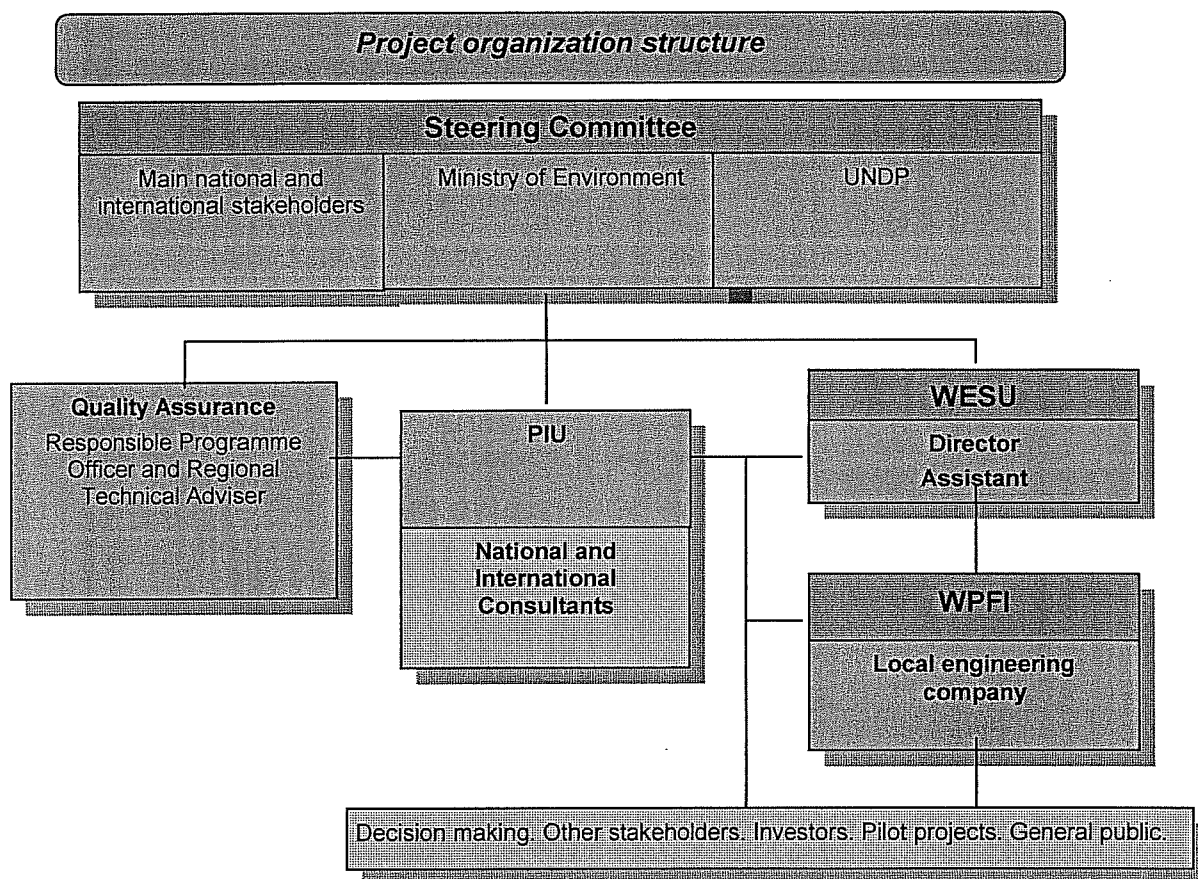 Project organization structure
Steering Committee
Main national and
international stakeholders
Ministry of Environment
UNDP
Quality Assurance
Responsible Programme
Officer and Regional
Technical Adviser
PIU
National and
International
Consultants
WESU
Director
Assistant
WPFI
Local engineering
company
Decision making. Other stakeholders. Investors. Pilot projects. General public.